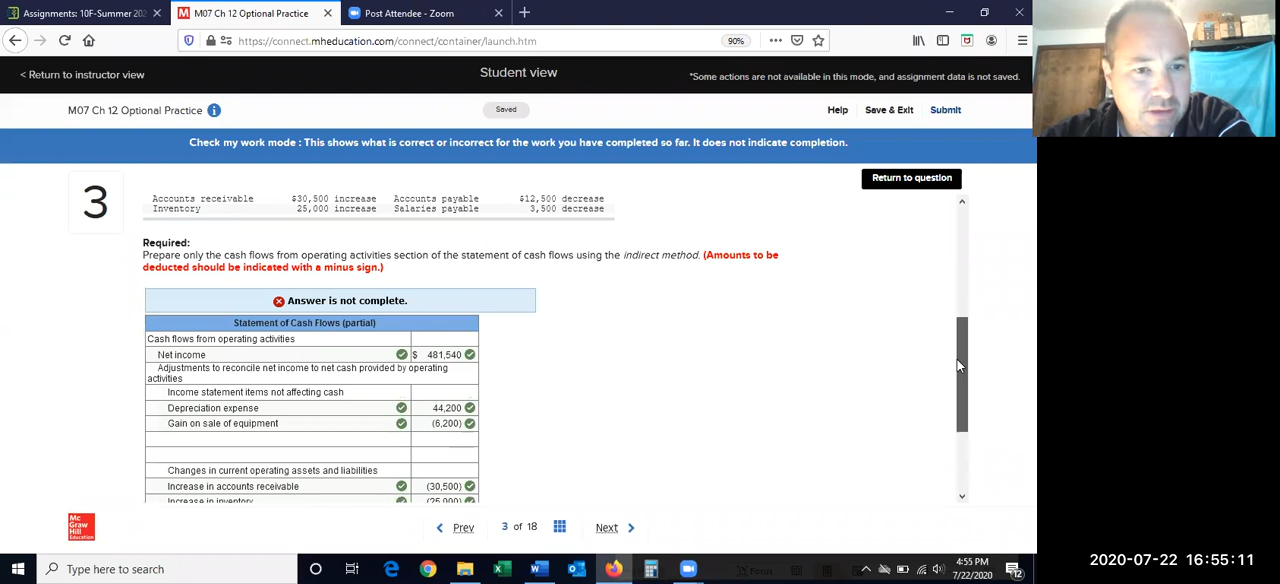 Assignments: 10F-Summer 202
M07 Ch 12 Optional Practice
Post Attendee - Zoom
https://connect.mheducation.com/connect/container/launch.htm
90%
< Return to instructor view
Student view
*Some actions are not available in this mode, and assignment data is not saved.
M07 Ch 12 Optional Practice
Saved
Help
Save & Exit
Submit
Check my work mode : This shows what is correct or incorrect for the work you have completed so far. It does not indicate completion.
3
Return to question
Accounts receivable $30,500 increase Accounts payable $12,500 decrease
Inventory 25,000 increase Salaries payable 3,500 decrease
Required:
Prepare only the cash flows from operating activities section of the statement of cash flows using the indirect method. (Amounts to be
deducted should be indicated with a minus sign.)
Answer is not complete.
Statement of Cash Flows (partial)
Cash flows from operating activities
Net income $ 481,540
Adjustments to reconcile net income to net cash provided by operating
activities
Income statement items not affecting cash
Depreciation expense 44,200
Gain on sale of equipment (6,200)
Changes in current operating assets and liabilities
Increase in accounts receivable (30,500)
Increase in inventory (25,000)
Mc
Graw
Hill
Education
Prev
3 of 18
Next
Type here to search
Focus
4:55 PM
7/22/2020
12
2020-07-22 16:55:11